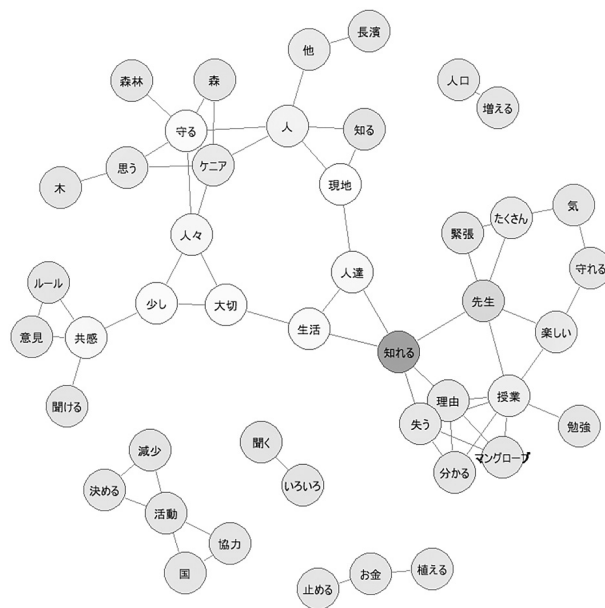 長濱
他
森林
森
人口
増える
守る
人
知る
思う
ケニア
木
現地
気
たくさん
緊張
人々
人達
守れる
ルール
少し
大切
先生
意見
共感
生活
楽しい
知れる
聞ける
理由
授業
失う
勉強
聞く
減少
マングローブ
分かる
いろいろ
決める
活動
協力
国
お金
植える
止める